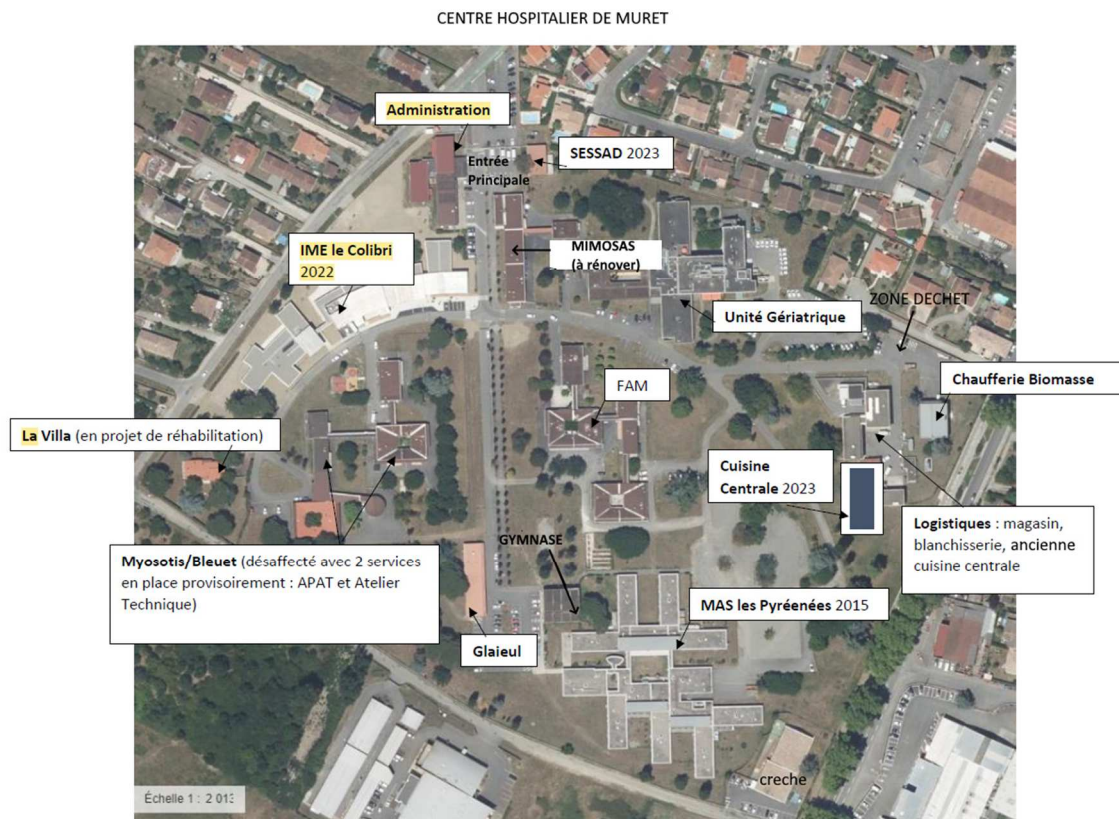 CENTRE HOSPITALIER DE MURET
Administration
Entrée
Principale
SESSAD 2023
IME le Colibri
2022
MIMOSAS
(à rénover)
Unité Gériatrique
ZONE DECHET
Chaufferie Biomasse
FAM
La Villa (en projet de réhabilitation)
Cuisine
Centrale 2023
Logistiques : magasin,
blanchisserie, ancienne
cuisine centrale
Myosotis/Bleuet (désaffecté avec 2 services
en place provisoirement : APAT et Atelier
Technique)
GYMNASE
MAS les Pyréenées 2015
Glaieul
creche
Échelle 1 : 2 013